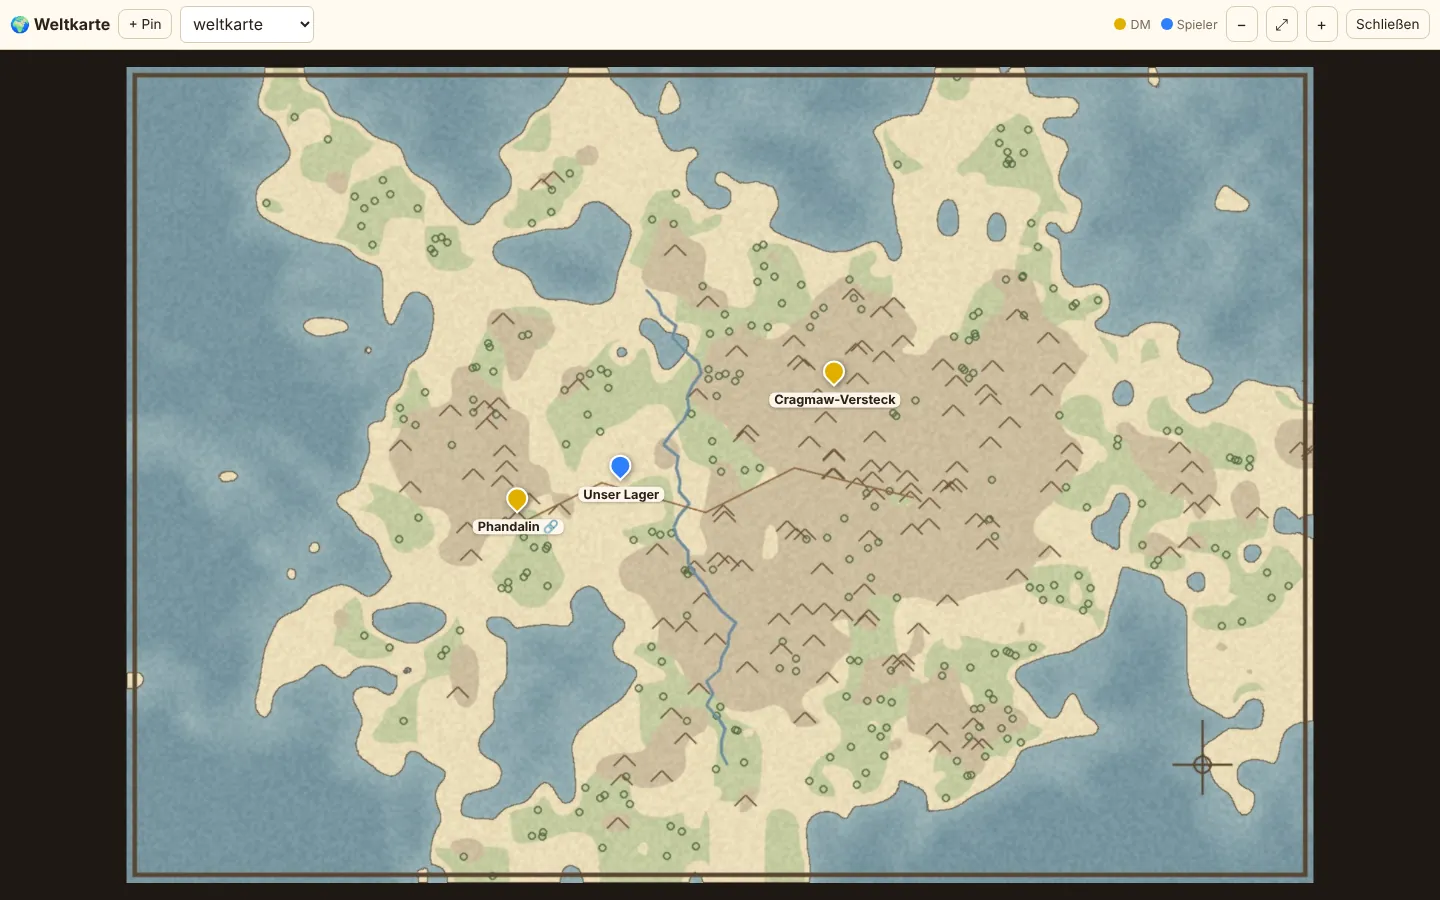 🌍 Weltkarte + Pin weltkarte DM Spieler − ⤢ + Schließen
Cragmaw-Versteck
Unser Lager
Phandalin 🔗